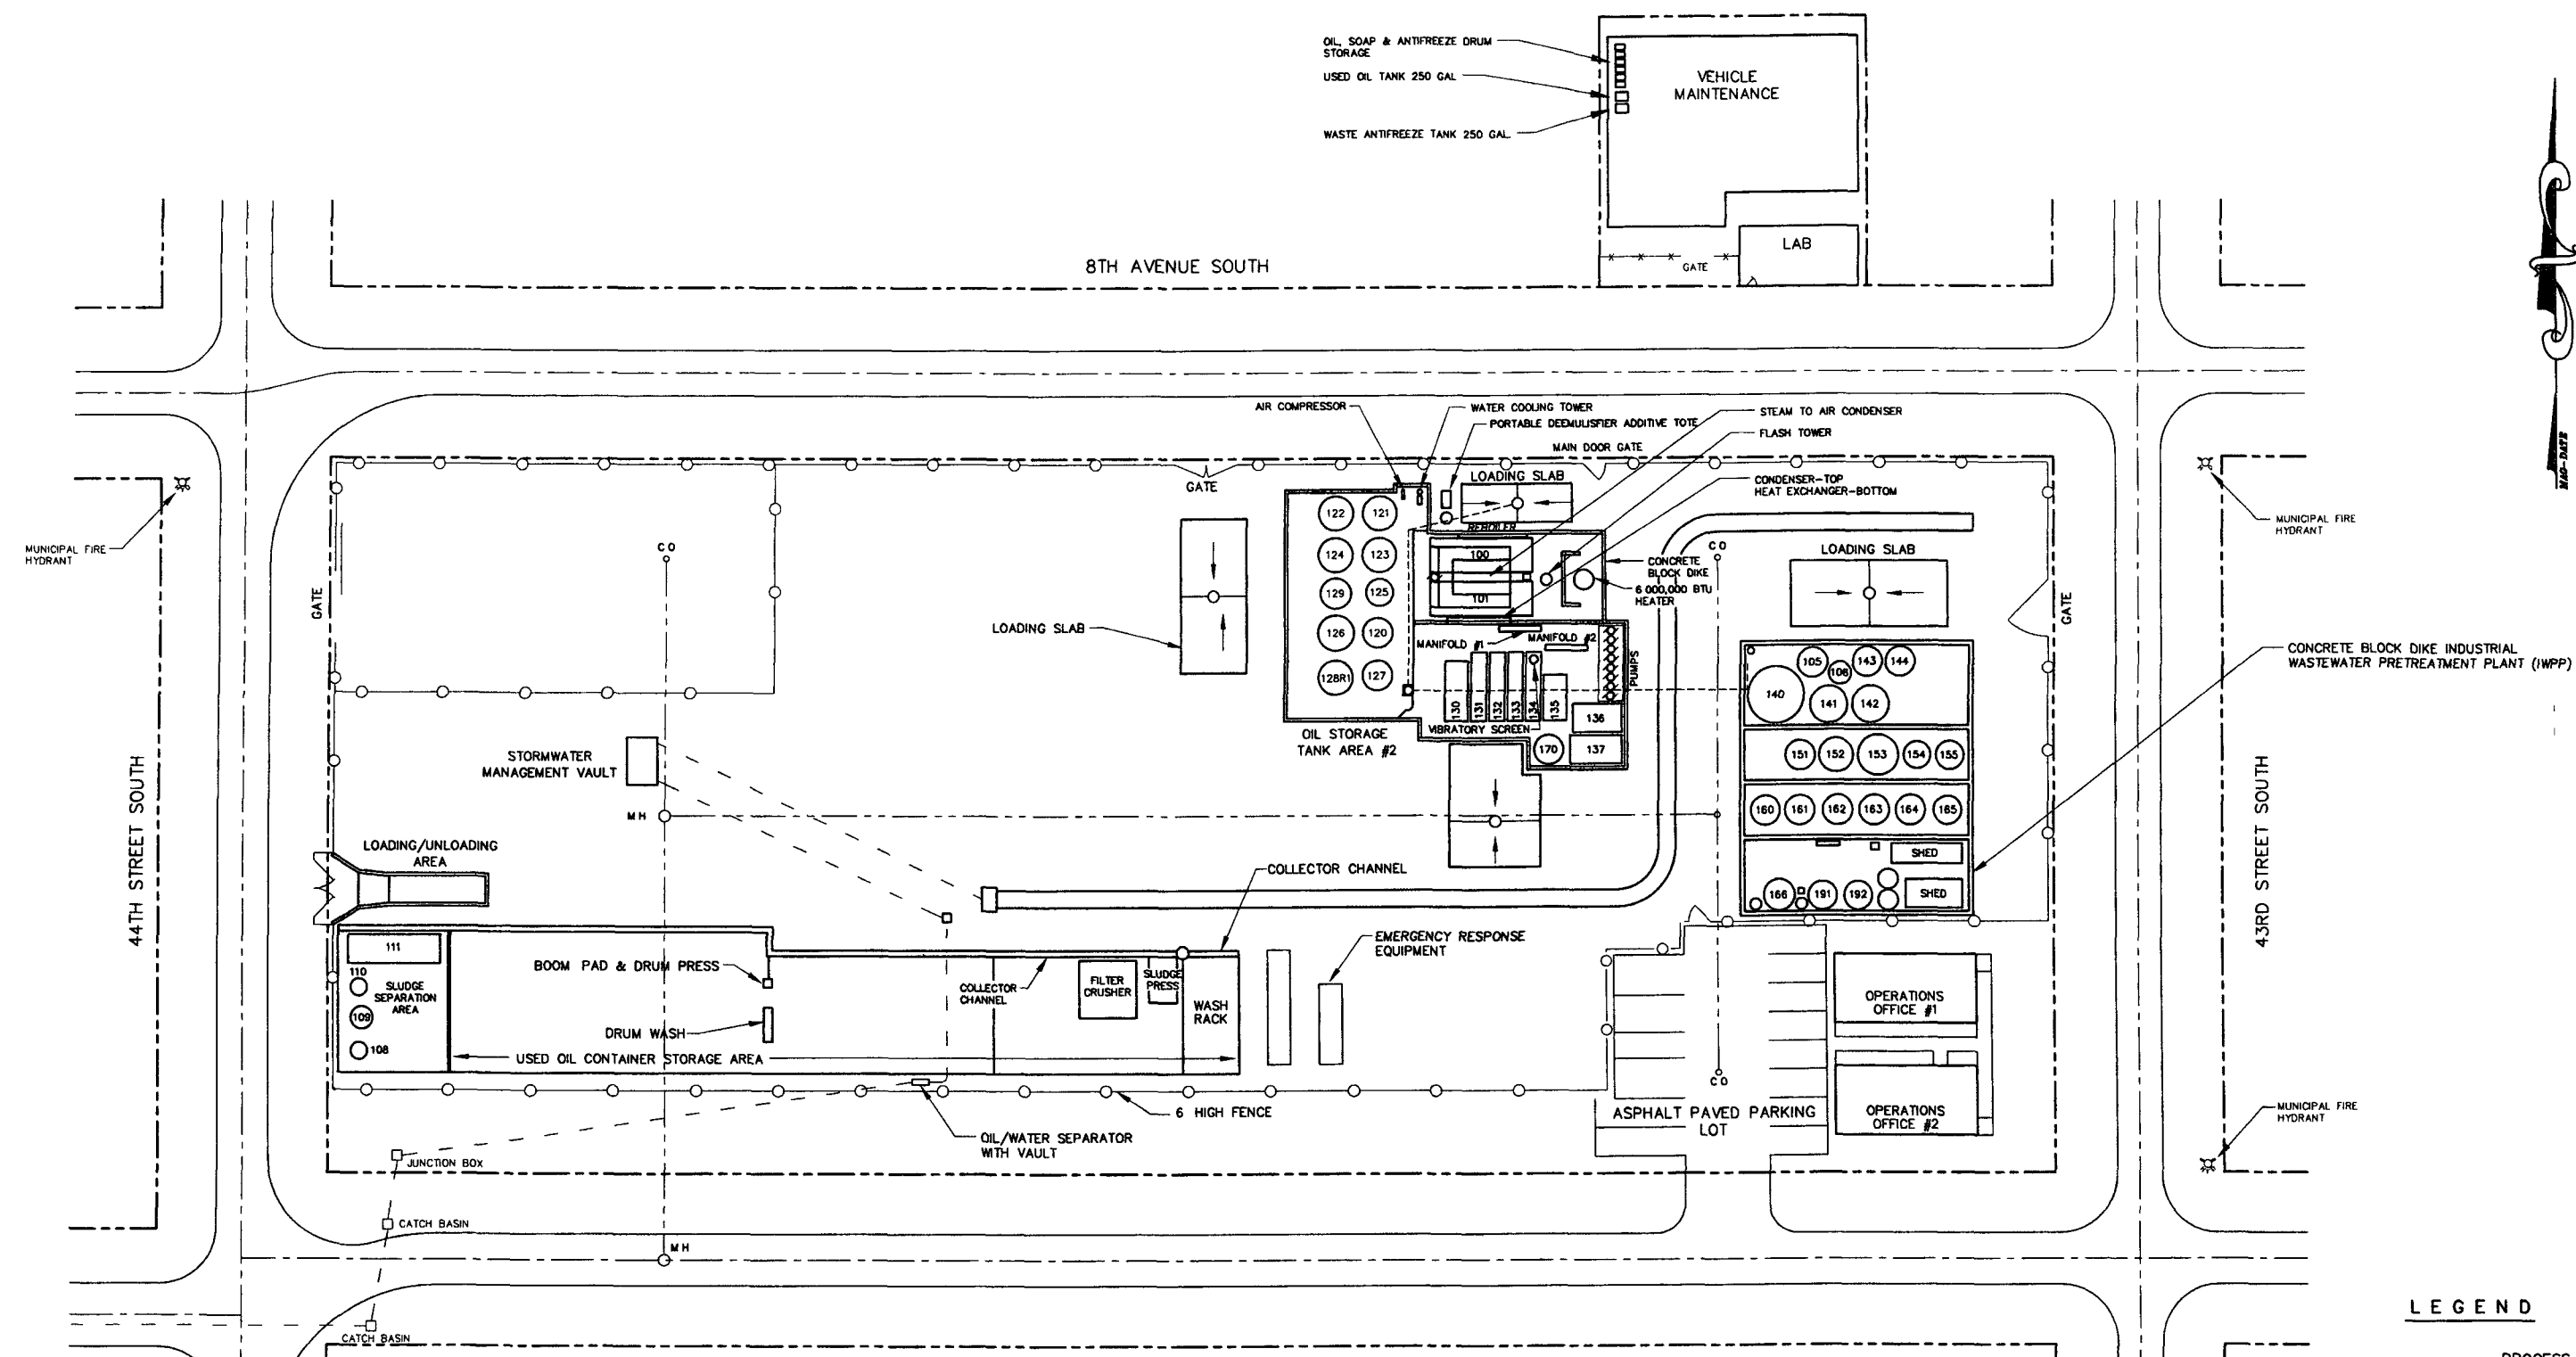 OIL, SOAP & ANTIFREEZE DRUM
STORAGE
USED OIL TANK 250 GAL
WASTE ANTIFREEZE TANK 250 GAL.
VEHICLE
MAINTENANCE
LAB
GATE
8TH AVENUE SOUTH
MAG-DATE
AIR COMPRESSOR
WATER COOLING TOWER
PORTABLE DEEMULISFIER ADDITIVE TOTE
STEAM TO AIR CONDENSER
FLASH TOWER
MAIN DOOR GATE
CONDENSER-TOP
HEAT EXCHANGER-BOTTOM
GATE
LOADING SLAB
REBOILER
MUNICIPAL FIRE
HYDRANT
MUNICIPAL FIRE
HYDRANT
122
121
124
123
129
125
126
120
128R1
127
100
101
CO
CO
CONCRETE
BLOCK DIKE
6 000,000 BTU
HEATER
LOADING SLAB
GATE
GATE
LOADING SLAB
MANIFOLD #1
MANIFOLD #2
PUMPS
130
131
132
133
134
135
136
137
170
VIBRATORY SCREEN
OIL STORAGE
TANK AREA #2
105
106
143
144
140
141
142
151
152
153
154
155
160
161
162
163
164
165
166
191
192
SHED
SHED
CONCRETE BLOCK DIKE INDUSTRIAL
WASTEWATER PRETREATMENT PLANT (IWPP)
STORMWATER
MANAGEMENT VAULT
MH
44TH STREET SOUTH
43RD STREET SOUTH
LOADING/UNLOADING
AREA
COLLECTOR CHANNEL
EMERGENCY RESPONSE
EQUIPMENT
111
110
SLUDGE
SEPARATION
AREA
109
108
BOOM PAD & DRUM PRESS
DRUM WASH
USED OIL CONTAINER STORAGE AREA
COLLECTOR
CHANNEL
FILTER
CRUSHER
SLUDGE
PRESS
WASH
RACK
OPERATIONS
OFFICE #1
OPERATIONS
OFFICE #2
CO
ASPHALT PAVED PARKING
LOT
6 HIGH FENCE
OIL/WATER SEPARATOR
WITH VAULT
MUNICIPAL FIRE
HYDRANT
JUNCTION BOX
CATCH BASIN
MH
CATCH BASIN
LEGEND